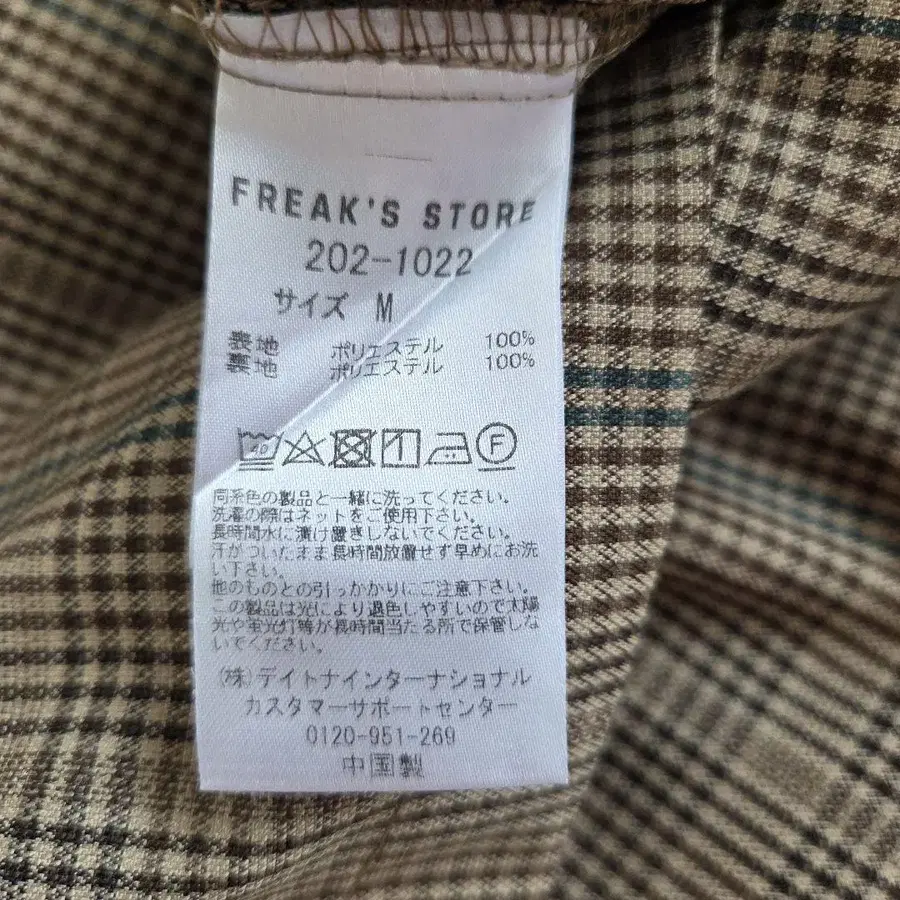 FREAK'S STORE
202-1022
サイズ M
表地 ポリエステル 100%
裏地 ポリエステル 100%
40 F
同系色の製品と一緒に洗ってください。
洗濯の際はネットをご使用下さい。
長時間水に漬け置きしないでください。
汗がついたまま長時間放置せず早めにお洗
い下さい。
他のものとの引っかかりにご注意下さい。
この製品は光により退色しやすいので太陽
光や蛍光灯等が長時間当たる所で保管しな
いでください。
(株)デイトナインターナショナル
カスタマーサポートセンター
0120-951-269
中国製